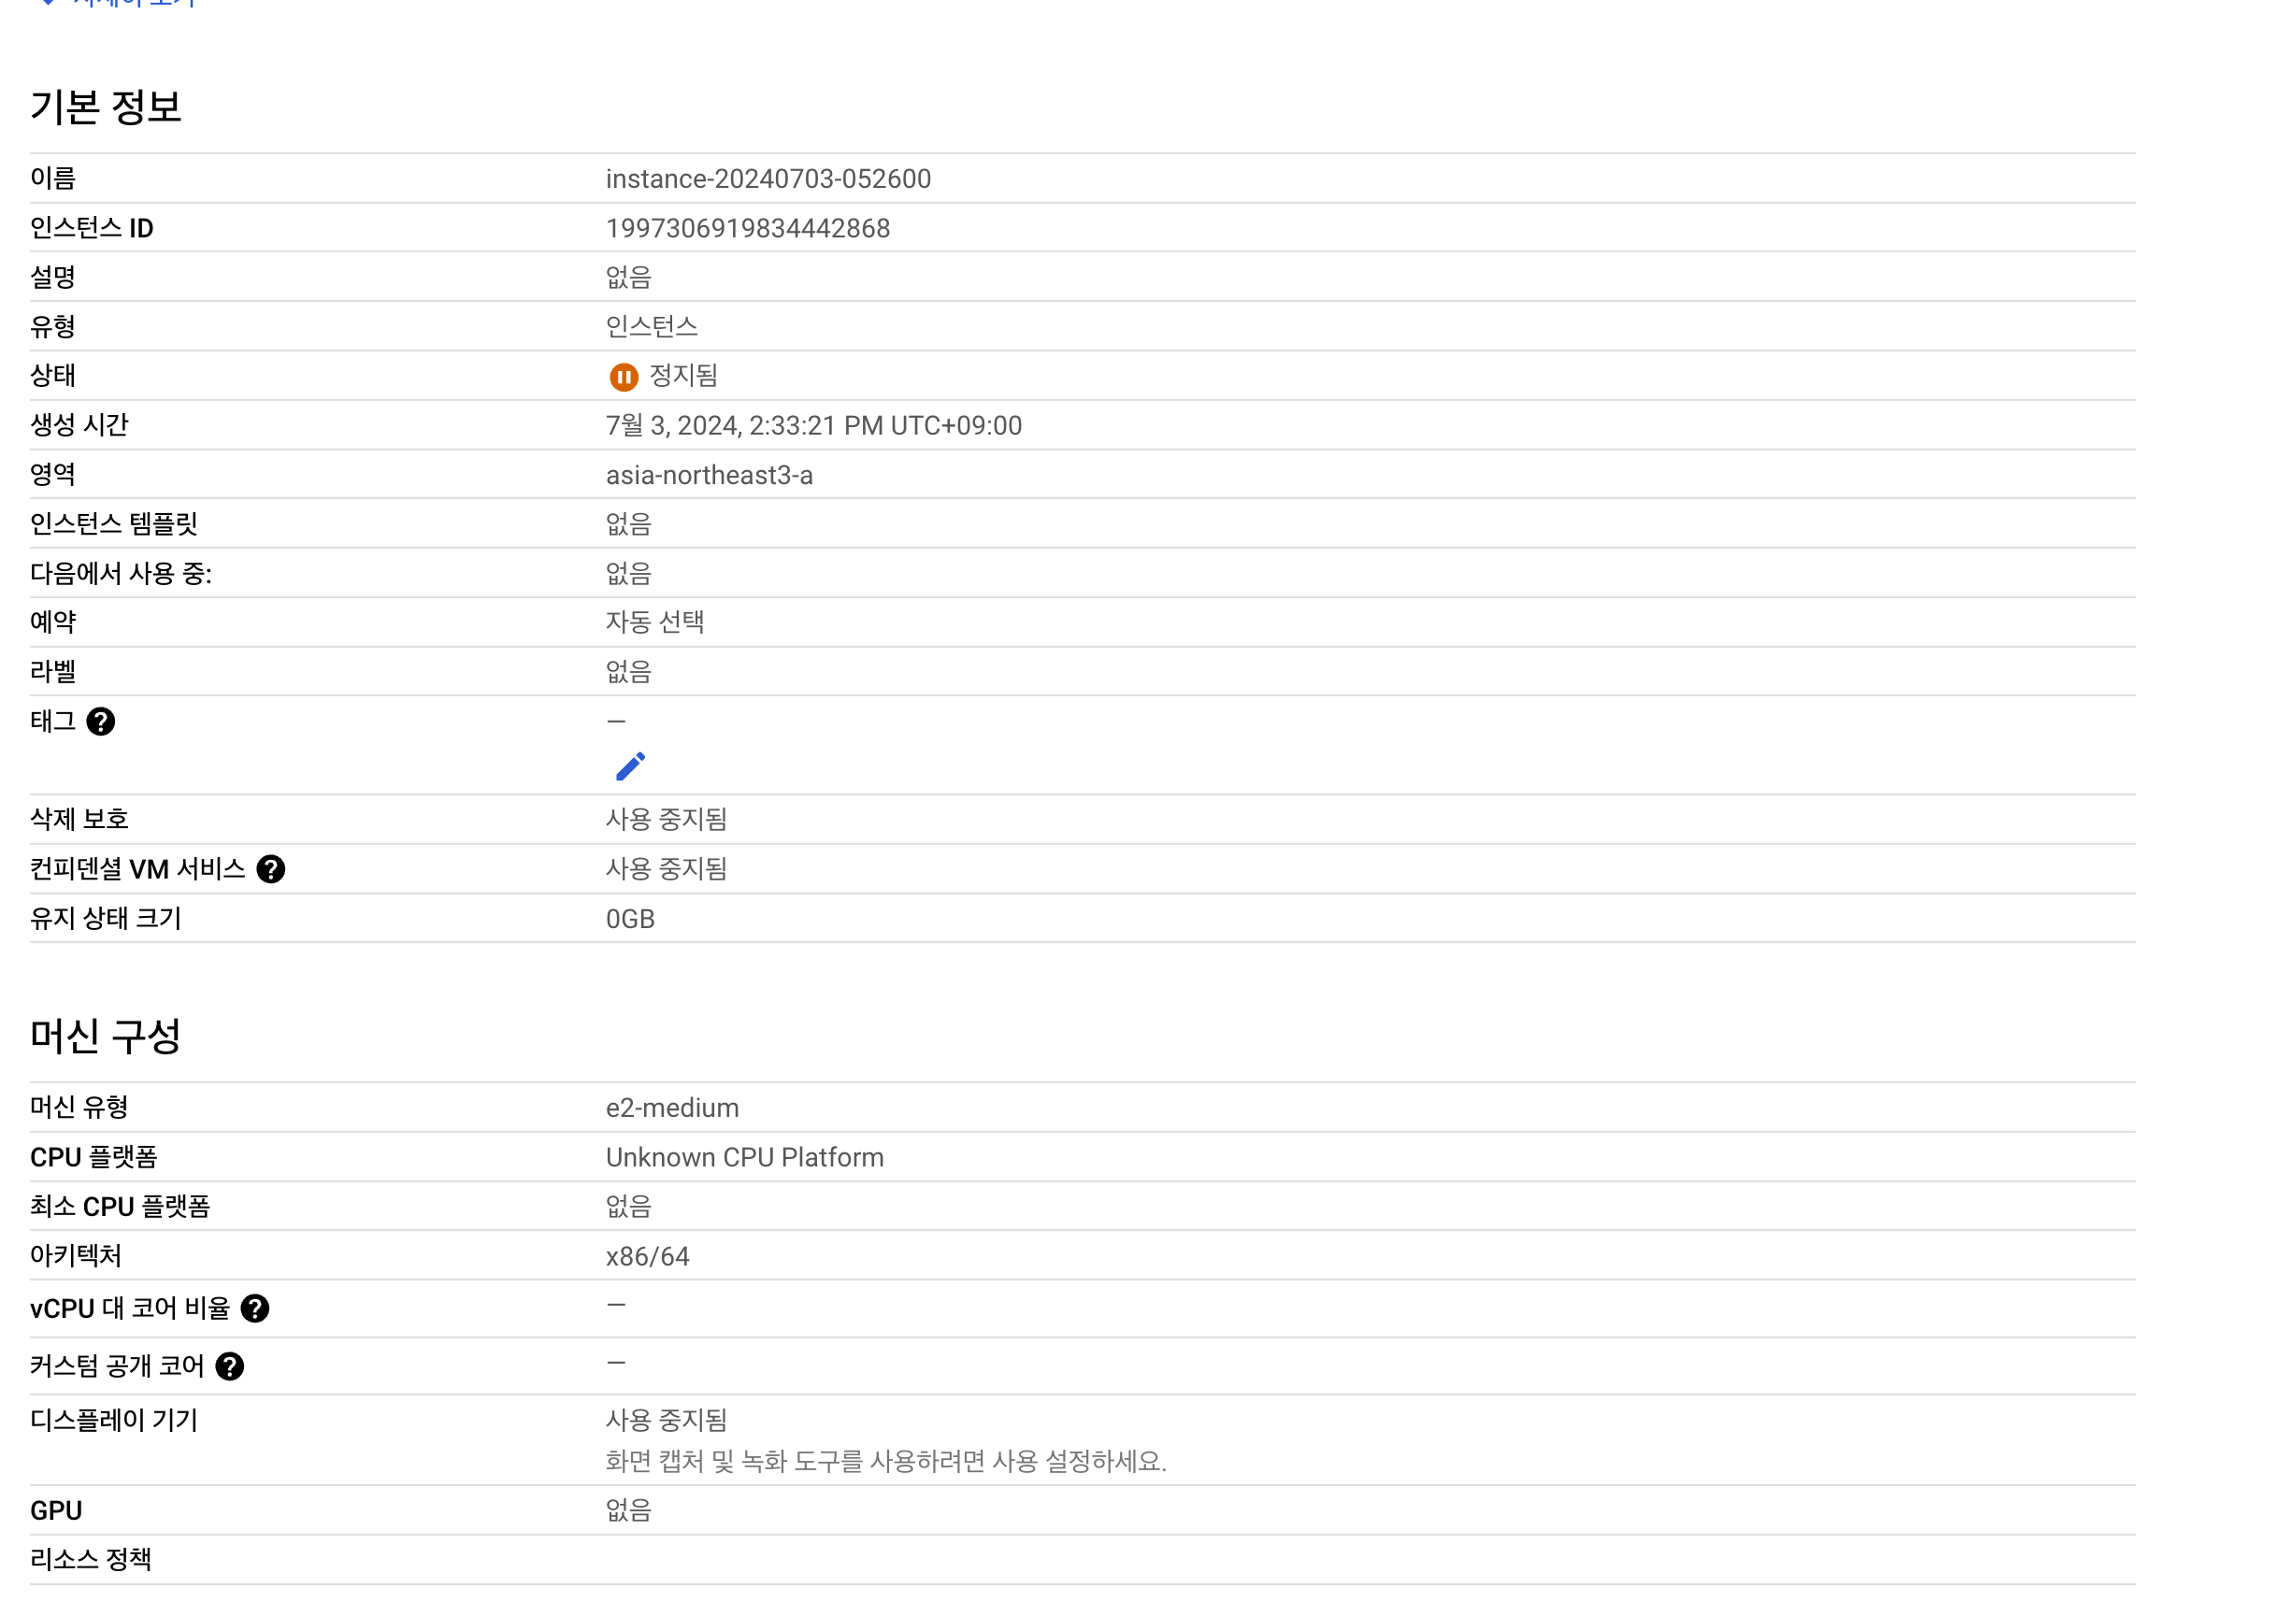 자세히 보기
기본 정보
이름 instance-20240703-052600
인스턴스 ID 1997306919834442868
설명 없음
유형 인스턴스
상태 정지됨
생성 시간 7월 3, 2024, 2:33:21 PM UTC+09:00
영역 asia-northeast3-a
인스턴스 템플릿 없음
다음에서 사용 중: 없음
예약 자동 선택
라벨 없음
태그 —
삭제 보호 사용 중지됨
컨피덴셜 VM 서비스 사용 중지됨
유지 상태 크기 0GB
머신 구성
머신 유형 e2-medium
CPU 플랫폼 Unknown CPU Platform
최소 CPU 플랫폼 없음
아키텍처 x86/64
vCPU 대 코어 비율 —
커스텀 공개 코어 —
디스플레이 기기 사용 중지됨
화면 캡처 및 녹화 도구를 사용하려면 사용 설정하세요.
GPU 없음
리소스 정책